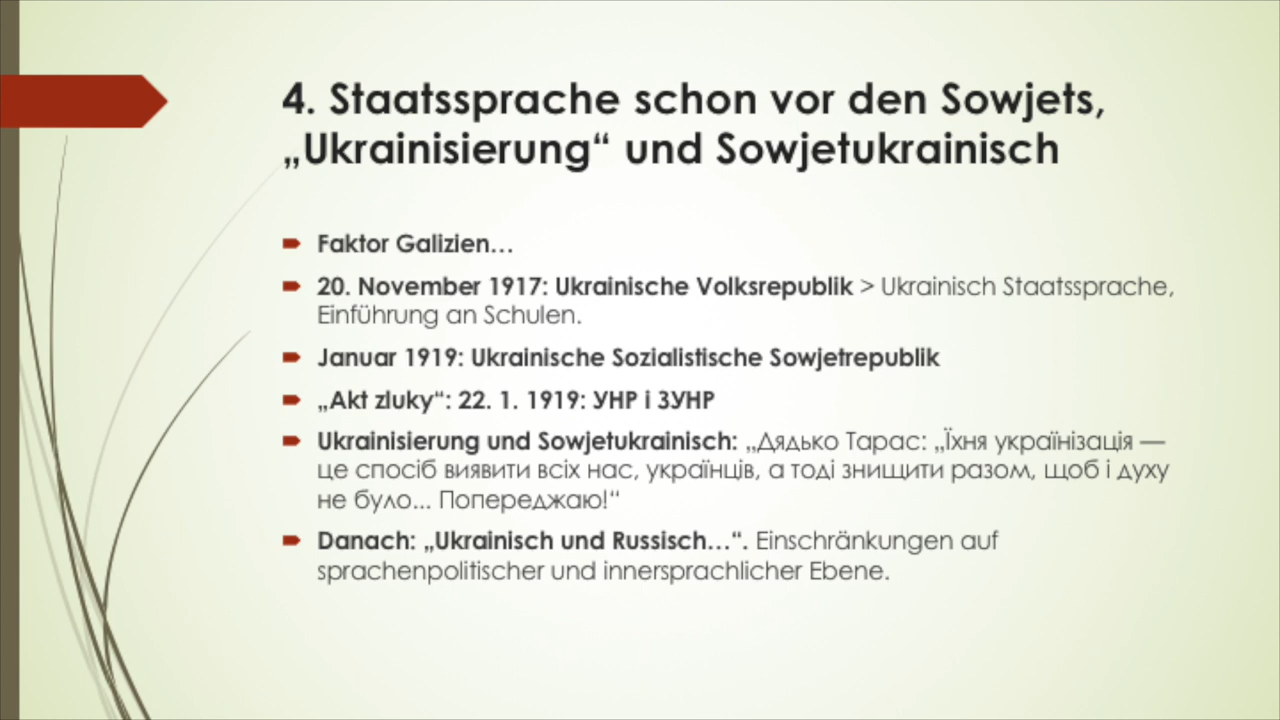 4. Staatssprache schon vor den Sowjets,
„Ukrainisierung“ und Sowjetukrainisch
Faktor Galizien…
20. November 1917: Ukrainische Volksrepublik > Ukrainisch Staatssprache,
Einführung an Schulen.
Januar 1919: Ukrainische Sozialistische Sowjetrepublik
„Akt zluky“: 22. 1. 1919: УНР і ЗУНР
Ukrainisierung und Sowjetukrainisch: „Дядько Тарас: „Їхня українізація —
це спосіб виявити всіх нас, українців, а тоді знищити разом, щоб і духу
не було... Попереджаю!“
Danach: „Ukrainisch und Russisch…“. Einschränkungen auf
sprachenpolitischer und innersprachlicher Ebene.